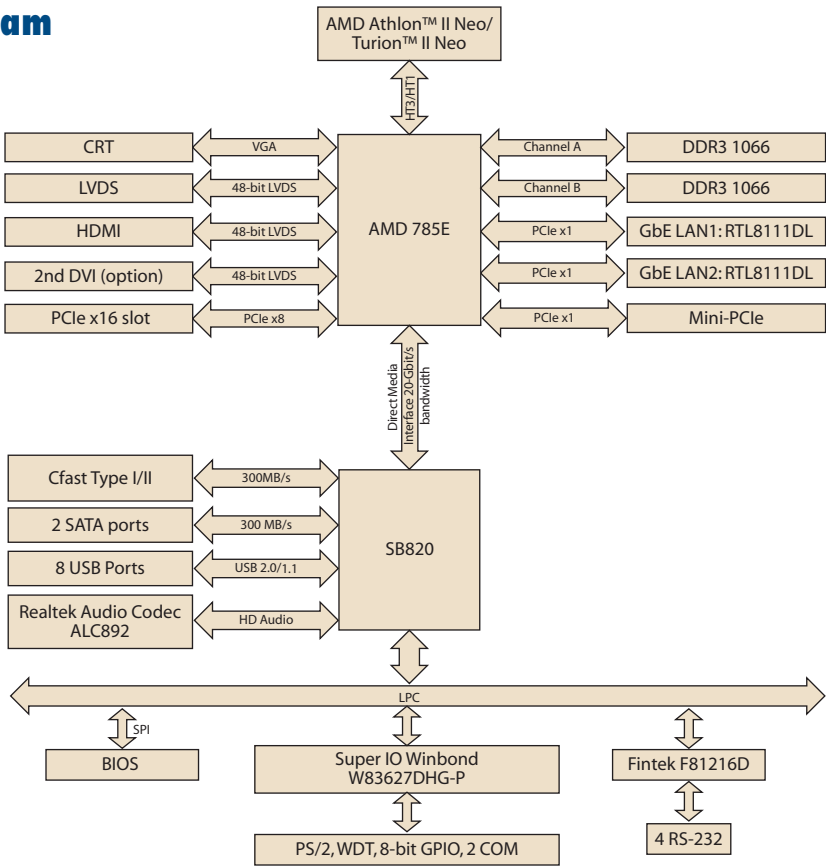 am
AMD Athlon™ II Neo/
Turion™ II Neo
HT3/HT1
CRT
VGA
Channel A
DDR3 1066
LVDS
48-bit LVDS
Channel B
DDR3 1066
HDMI
48-bit LVDS
AMD 785E
PCIe x1
GbE LAN1: RTL8111DL
2nd DVI (option)
48-bit LVDS
PCIe x1
GbE LAN2: RTL8111DL
PCIe x16 slot
PCIe x8
PCIe x1
Mini-PCIe
Direct Media
Interface 20-Gbit/s
bandwidth
Cfast Type I/II
300MB/s
2 SATA ports
300 MB/s
SB820
8 USB Ports
USB 2.0/1.1
Realtek Audio Codec
ALC892
HD Audio
LPC
SPI
BIOS
Super IO Winbond
W83627DHG-P
Fintek F81216D
PS/2, WDT, 8-bit GPIO, 2 COM
4 RS-232